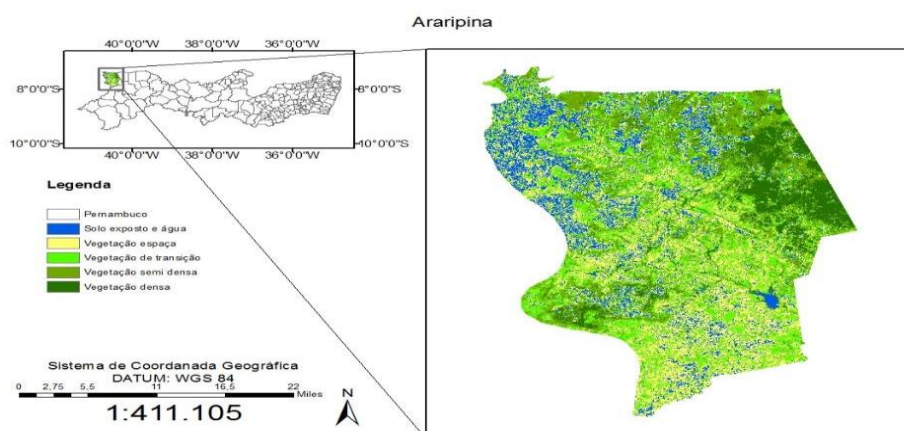 Araripina
40°0'0"W 38°0'0"W 36°0'0"W
8°0'0"S 8°0'0"S
10°0'0"S 10°0'0"S
40°0'0"W 38°0'0"W 36°0'0"W
Legenda
Pernambuco
Solo exposto e água
Vegetação espaça
Vegetação de transição
Vegetação semi densa
Vegetação densa
Sistema de Coordanada Geográfica
DATUM: WGS 84
0 2,75 5,5 11 16,5 22
Miles
1:411.105
N